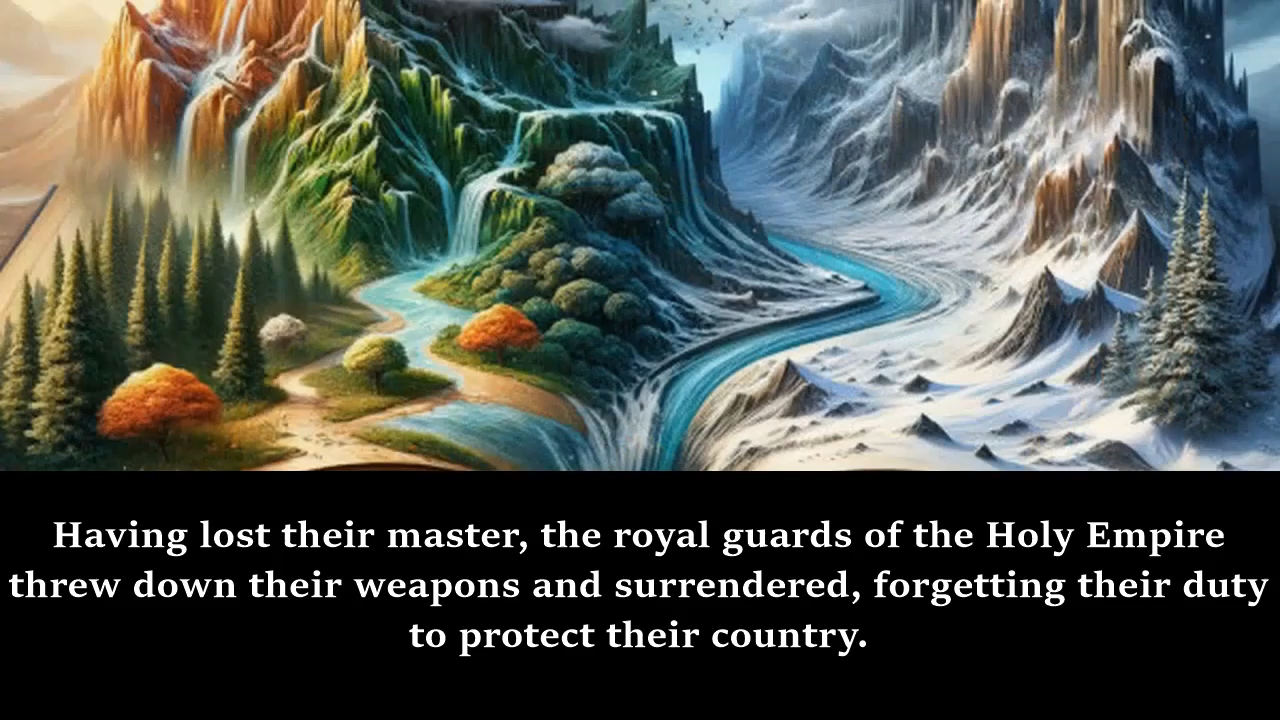 Having lost their master, the royal guards of the Holy Empire
threw down their weapons and surrendered, forgetting their duty
to protect their country.